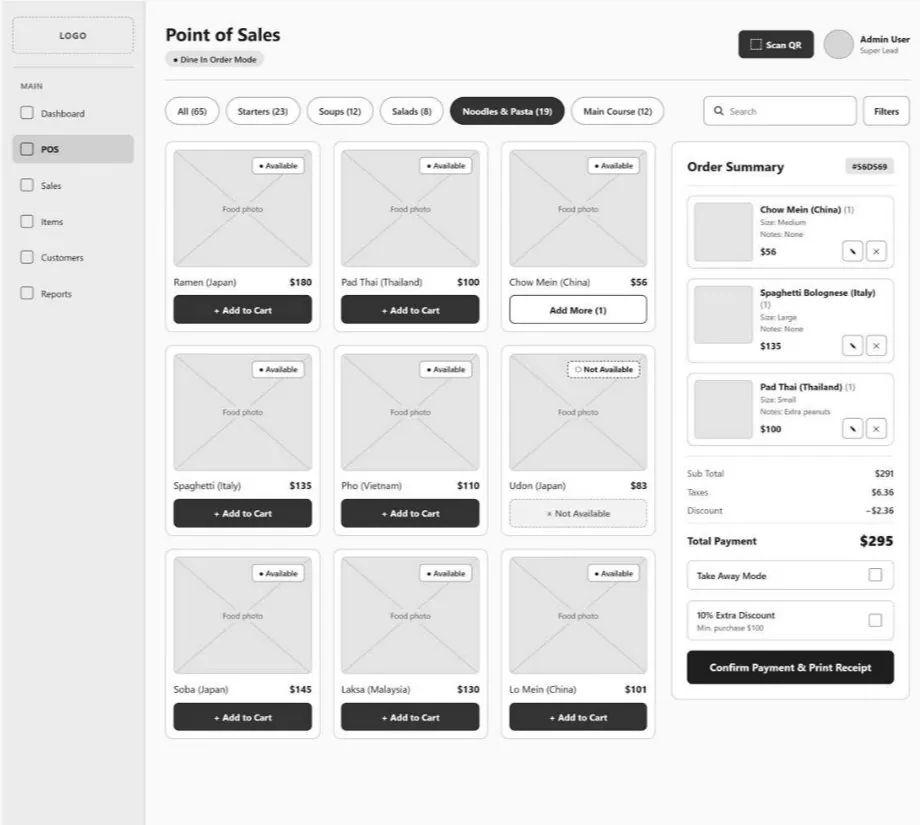 LOGO
MAIN
Dashboard
POS
Sales
Items
Customers
Reports
Point of Sales
● Dine In Order Mode
Scan QR
Admin User
Super Lead
All (65)
Starters (23)
Soups (12)
Salads (8)
Noodles & Pasta (19)
Main Course (12)
Search
Filters
● Available
Food photo
Ramen (Japan) $180
+ Add to Cart
● Available
Food photo
Pad Thai (Thailand) $100
+ Add to Cart
● Available
Food photo
Chow Mein (China) $56
Add More (1)
● Available
Food photo
Spaghetti (Italy) $135
+ Add to Cart
● Available
Food photo
Pho (Vietnam) $110
+ Add to Cart
○ Not Available
Food photo
Udon (Japan) $83
× Not Available
● Available
Food photo
Soba (Japan) $145
+ Add to Cart
● Available
Food photo
Laksa (Malaysia) $130
+ Add to Cart
● Available
Food photo
Lo Mein (China) $101
+ Add to Cart
Order Summary
#56D569
Chow Mein (China) (1)
Size: Medium
Notes: None
$56
Spaghetti Bolognese (Italy)
(1)
Size: Large
Notes: None
$135
Pad Thai (Thailand) (1)
Size: Small
Notes: Extra peanuts
$100
Sub Total $291
Taxes $6.36
Discount −$2.36
Total Payment $295
Take Away Mode
10% Extra Discount
Min. purchase $100
Confirm Payment & Print Receipt